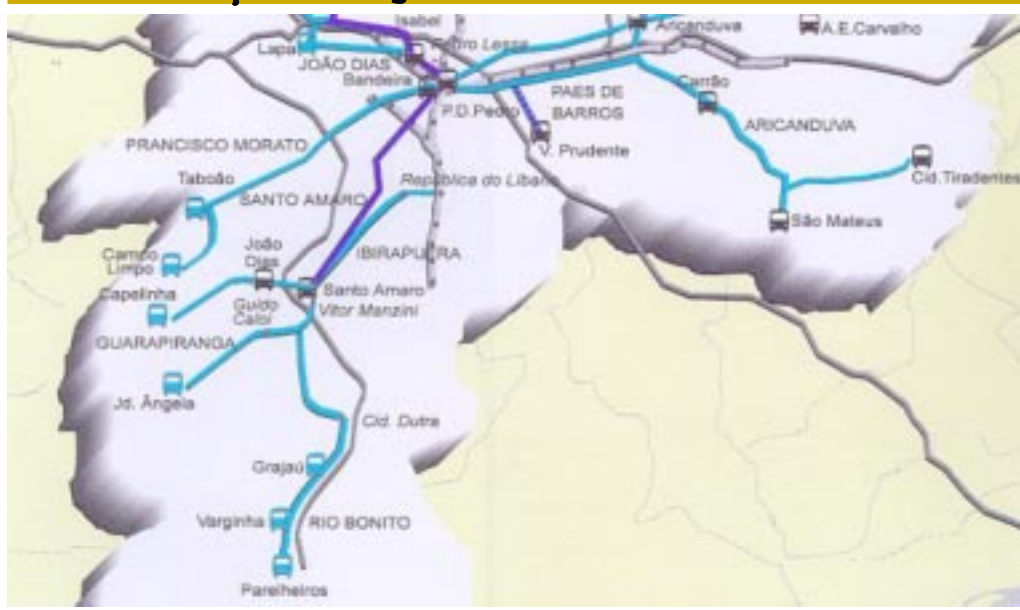 Isabel
Aricanduva
A.E.Carvalho
Lapa
Pedro Lessa
JOÃO DIAS
Bandeira
Carrão
P.D.Pedro
PAES DE
BARROS
ARICANDUVA
FRANCISCO MORATO
V. Prudente
Taboão
República do Líbano
Cid.Tiradentes
SANTO AMARO
São Mateus
João
Dias
IBIRAPUERA
Campo
Limpo
Capelinha
Santo Amaro
Guido
Caloi
Vitor Manzini
GUARAPIRANGA
Jd. Ângela
Cid. Dutra
Grajaú
Varginha
RIO BONITO
Parelheiros